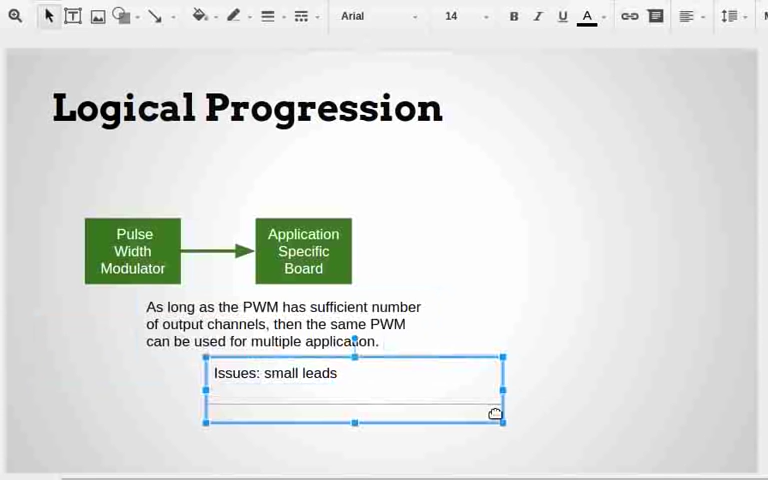 Arial
14
B
I
U
A
Logical Progression
Pulse
Width
Modulator
Application
Specific
Board
As long as the PWM has sufficient number
of output channels, then the same PWM
can be used for multiple application.
Issues: small leads